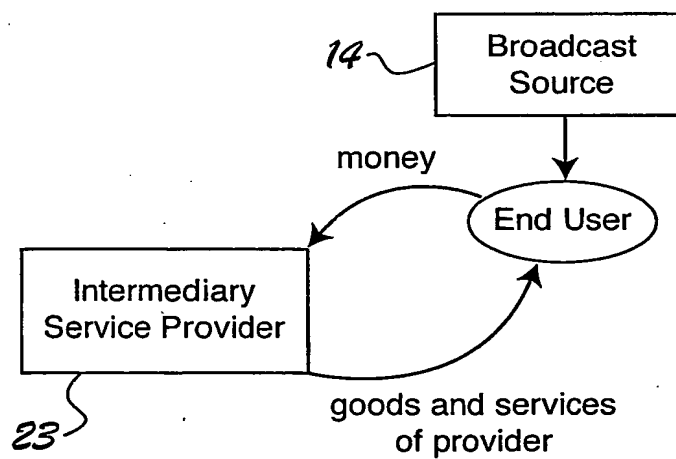 14
Broadcast
Source
money
End User
Intermediary
Service Provider
23
goods and services
of provider